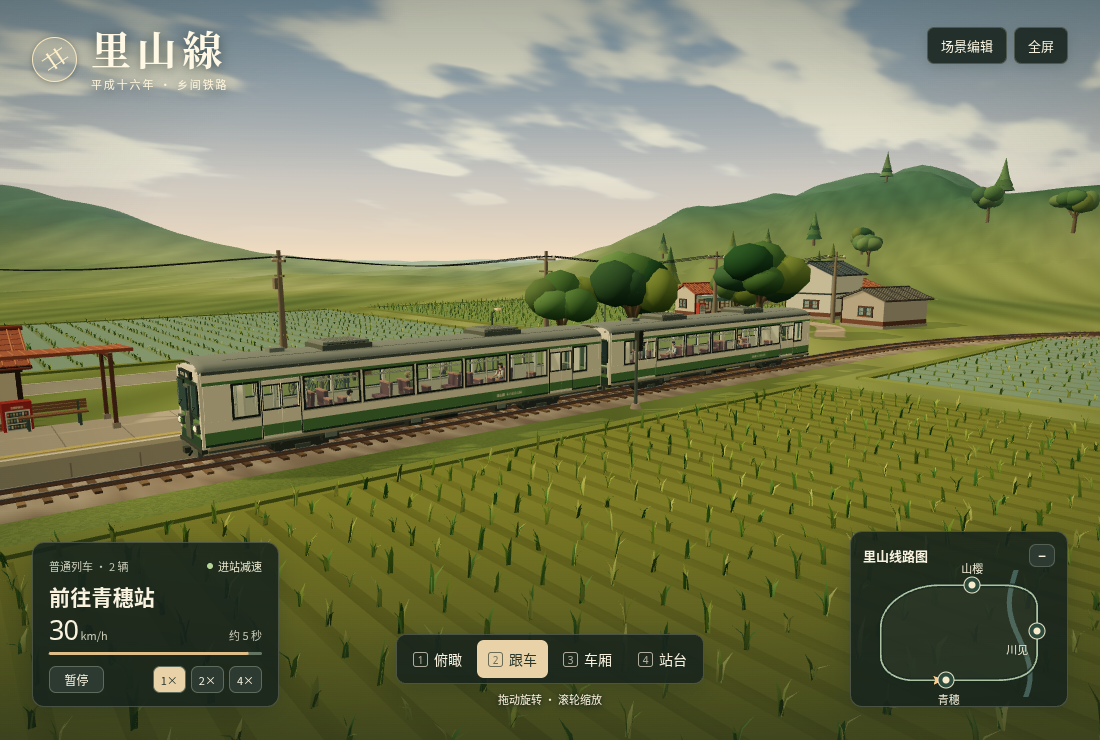 里山線
平成十六年 · 乡间铁路
场景编辑
全屏
普通列车 · 2 辆
进站减速
前往青穗站
30 km/h
约 5 秒
暂停
1×
2×
4×
1 俯瞰
2 跟车
3 车厢
4 站台
拖动旋转 · 滚轮缩放
里山线路图
−
山樱
川见
青穗